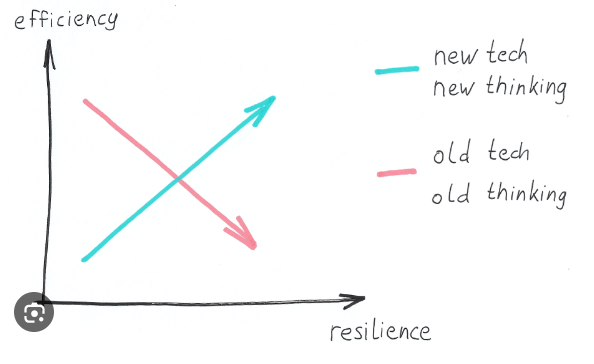 efficiency
new tech
new thinking
old tech
old thinking
resilience